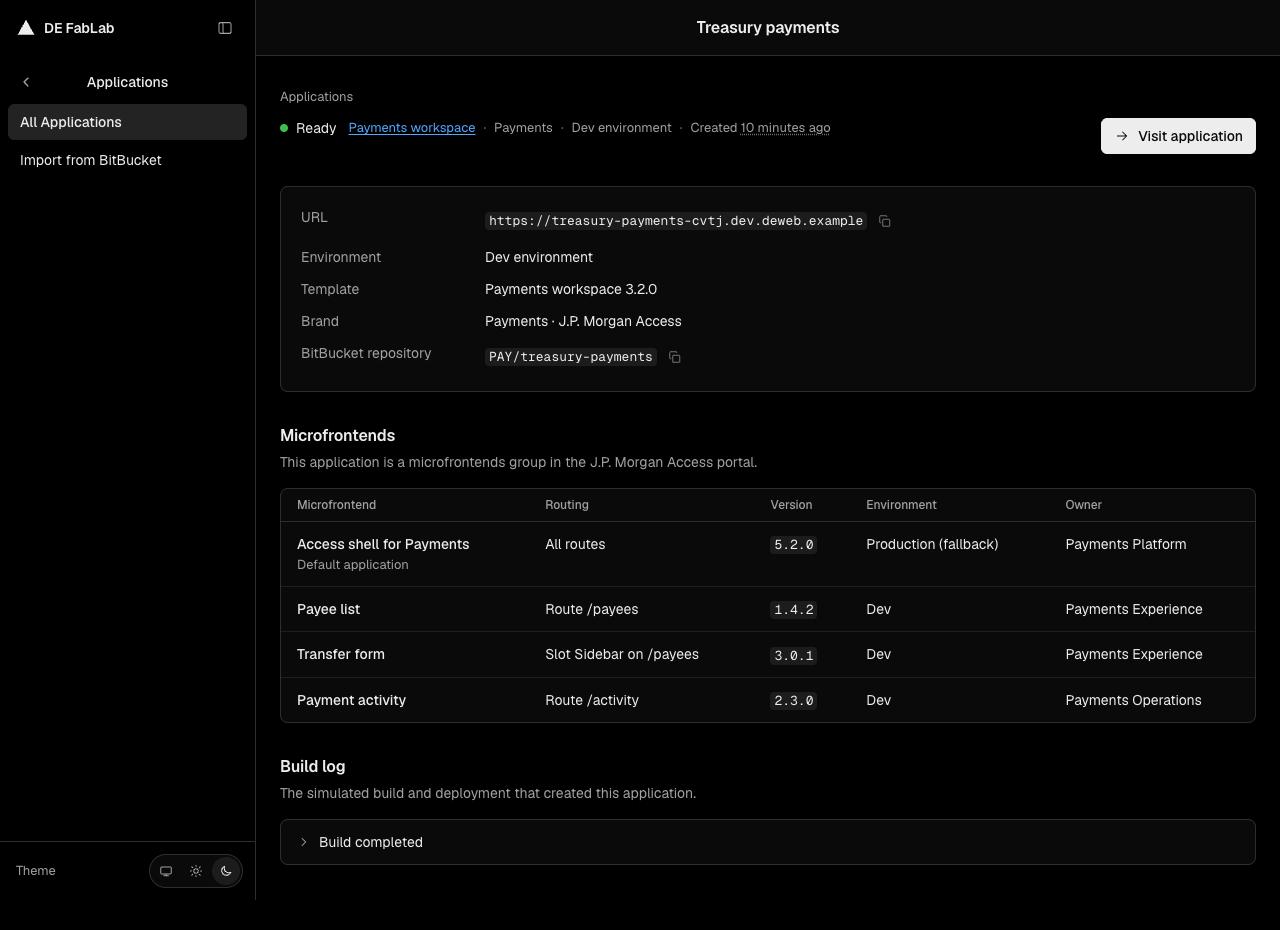 DE FabLab
Applications
All Applications
Import from BitBucket
Theme
Treasury payments
Applications
Ready Payments workspace · Payments · Dev environment · Created 10 minutes ago
Visit application
URL https://treasury-payments-cvtj.dev.deweb.example
Environment Dev environment
Template Payments workspace 3.2.0
Brand Payments · J.P. Morgan Access
BitBucket repository PAY/treasury-payments
Microfrontends
This application is a microfrontends group in the J.P. Morgan Access portal.
Microfrontend Routing Version Environment Owner
Access shell for Payments All routes 5.2.0 Production (fallback) Payments Platform
Default application
Payee list Route /payees 1.4.2 Dev Payments Experience
Transfer form Slot Sidebar on /payees 3.0.1 Dev Payments Experience
Payment activity Route /activity 2.3.0 Dev Payments Operations
Build log
The simulated build and deployment that created this application.
Build completed